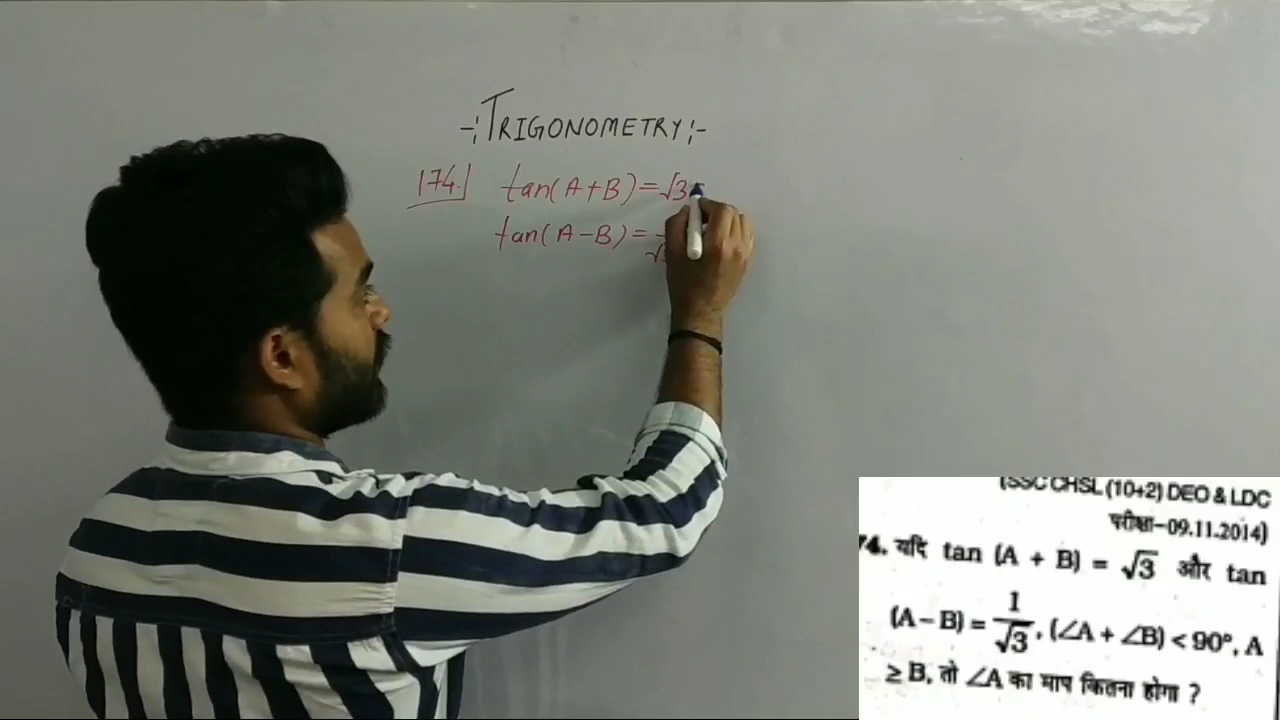 -:TRIGONOMETRY:-
174.] tan(A+B)=√3
tan(A-B)=
(SSC CHSL (10+2) DEO & LDC
परीक्षा-09.11.2014)
74. यदि tan (A + B) = √3 और tan
(A - B) = 1/√3, (∠A + ∠B) < 90°, A
≥ B, तो ∠A का माप कितना होगा ?